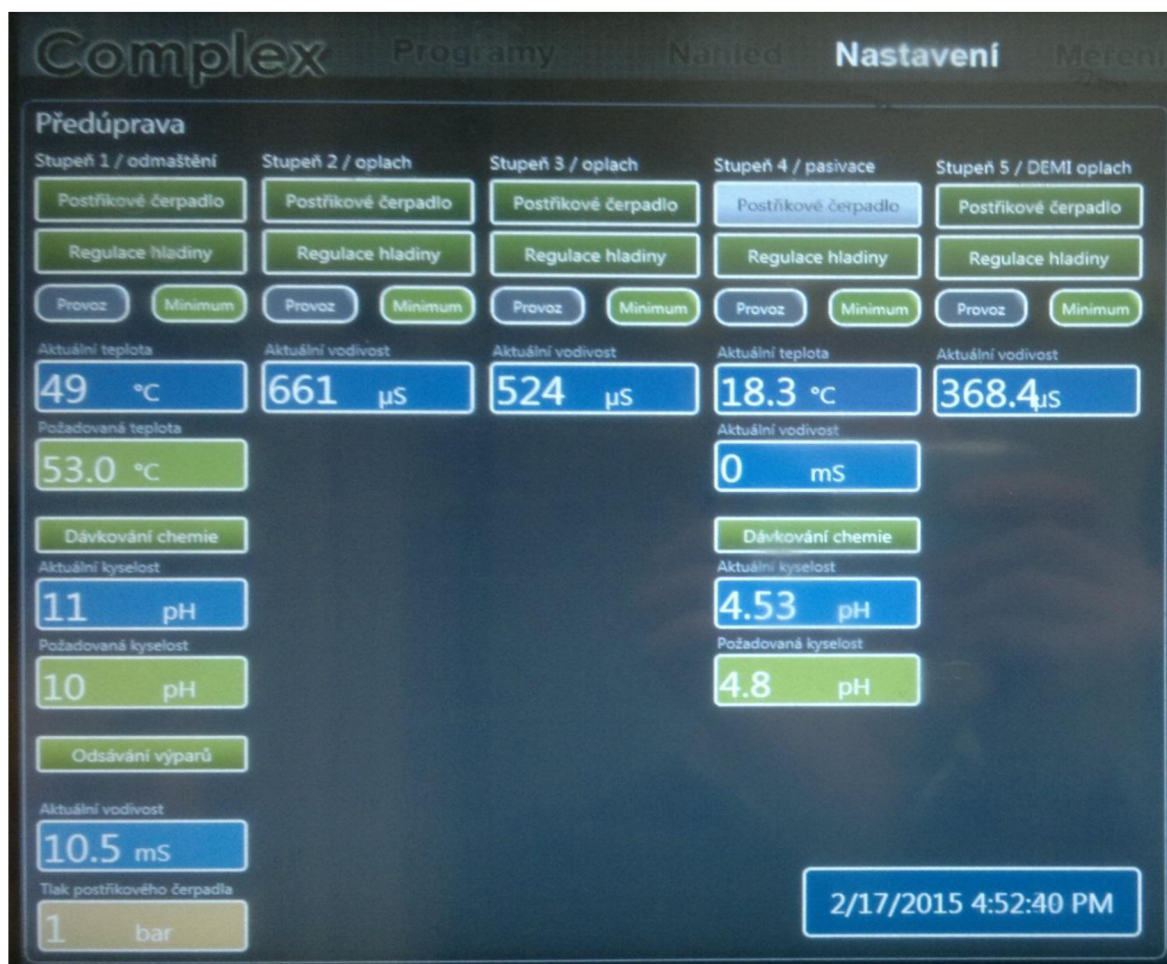 Complex Programy Náhled Nastavení Měření
Předúprava
Stupeň 1 / odmaštění Stupeň 2 / oplach Stupeň 3 / oplach Stupeň 4 / pasivace Stupeň 5 / DEMI oplach
Postřikové čerpadlo Postřikové čerpadlo Postřikové čerpadlo Postřikové čerpadlo Postřikové čerpadlo
Regulace hladiny Regulace hladiny Regulace hladiny Regulace hladiny Regulace hladiny
Provoz Minimum Provoz Minimum Provoz Minimum Provoz Minimum Provoz Minimum
Aktuální teplota Aktuální vodivost Aktuální vodivost Aktuální teplota Aktuální vodivost
49 °C 661 µS 524 µS 18.3 °C 368.4µS
Požadovaná teplota Aktuální vodivost
53.0 °C 0 mS
Dávkování chemie Dávkování chemie
Aktuální kyselost Aktuální kyselost
11 pH 4.53 pH
Požadovaná kyselost Požadovaná kyselost
10 pH 4.8 pH
Odsávání výparů
Aktuální vodivost
10.5 mS
Tlak postřikového čerpadla
1 bar
2/17/2015 4:52:40 PM